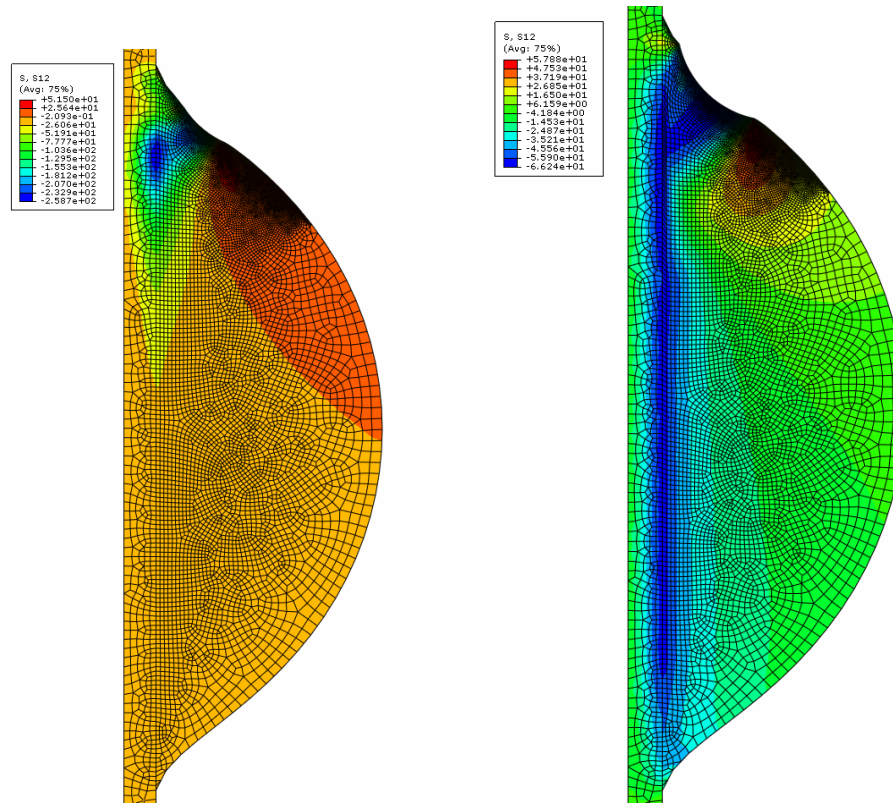 S, S12
(Avg: 75%)
+5.150e+01
+2.564e+01
-2.093e-01
-2.606e+01
-5.191e+01
-7.777e+01
-1.036e+02
-1.295e+02
-1.553e+02
-1.812e+02
-2.070e+02
-2.329e+02
-2.587e+02
S, S12
(Avg: 75%)
+5.788e+01
+4.753e+01
+3.719e+01
+2.685e+01
+1.650e+01
+6.159e+00
-4.184e+00
-1.453e+01
-2.487e+01
-3.521e+01
-4.556e+01
-5.590e+01
-6.624e+01